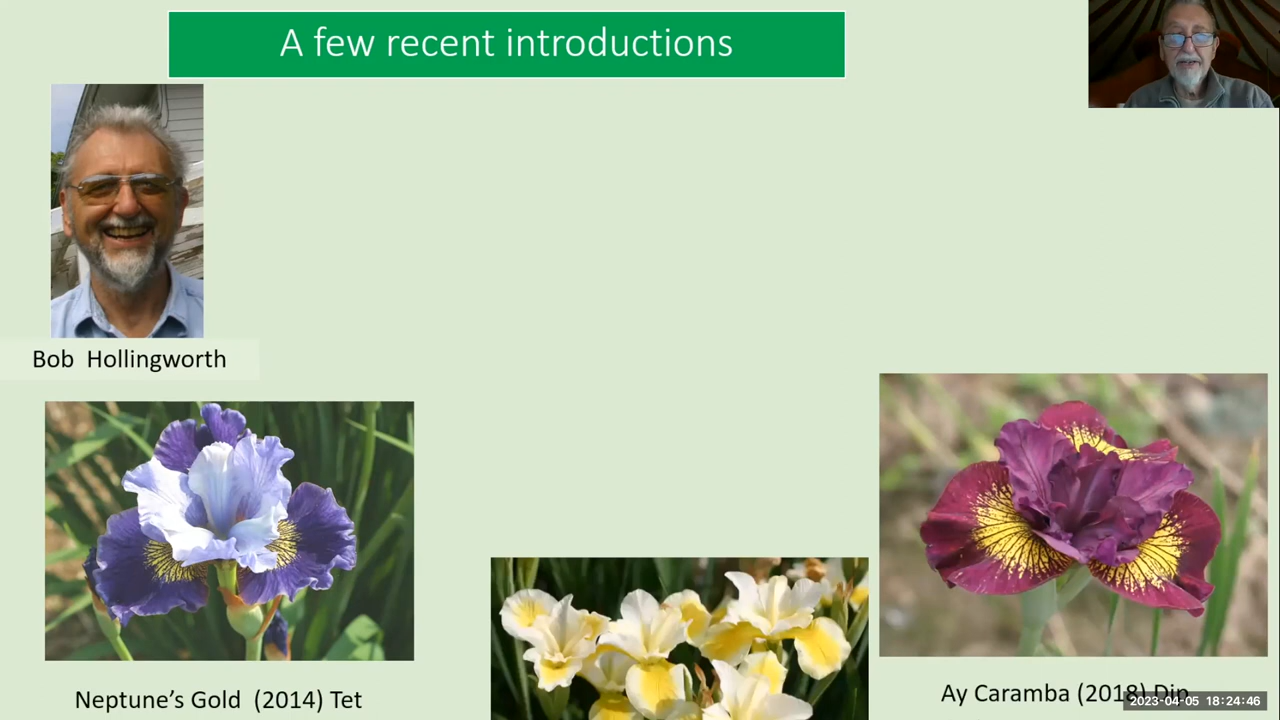 A few recent introductions
Bob Hollingworth
Neptune's Gold (2014) Tet
Ay Caramba (2018) Dip
2023-04-05 18:24:46